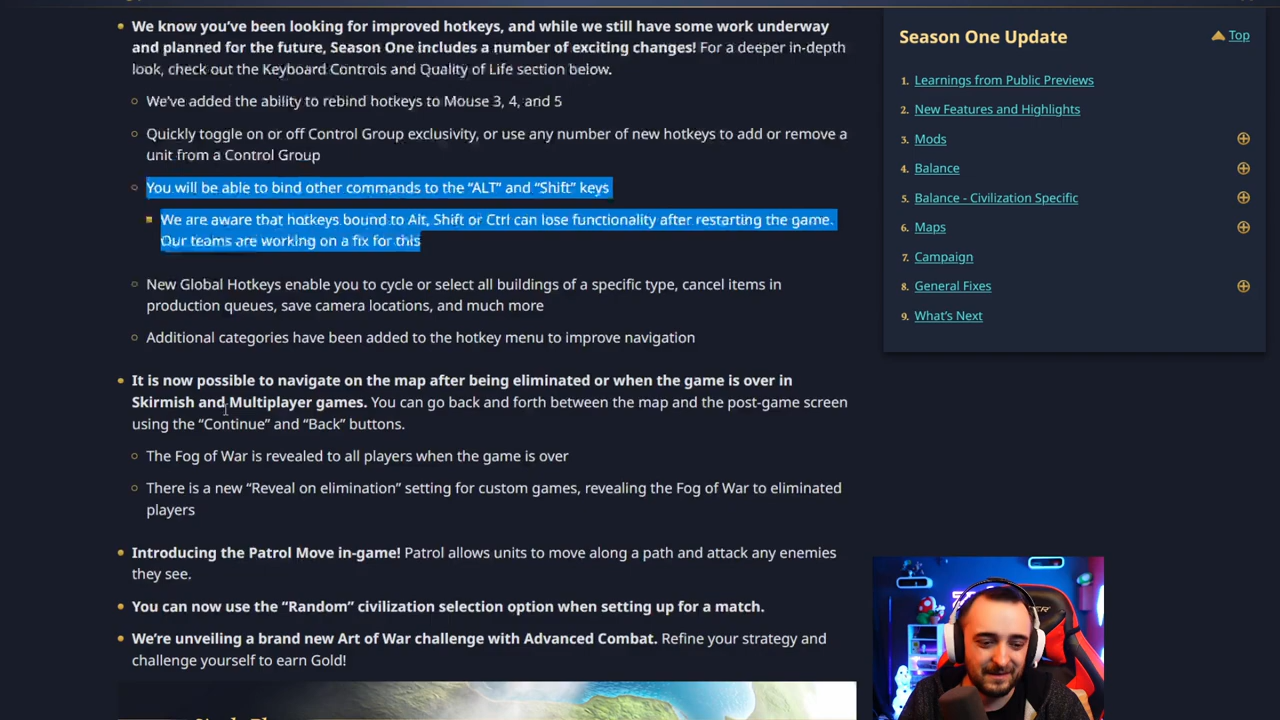 We know you've been looking for improved hotkeys, and while we still have some work underway
and planned for the future, Season One includes a number of exciting changes! For a deeper in-depth
look, check out the Keyboard Controls and Quality of Life section below.
We've added the ability to rebind hotkeys to Mouse 3, 4, and 5
Quickly toggle on or off Control Group exclusivity, or use any number of new hotkeys to add or remove a
unit from a Control Group
You will be able to bind other commands to the “ALT” and “Shift” keys
We are aware that hotkeys bound to Alt, Shift or Ctrl can lose functionality after restarting the game.
Our teams are working on a fix for this
New Global Hotkeys enable you to cycle or select all buildings of a specific type, cancel items in
production queues, save camera locations, and much more
Additional categories have been added to the hotkey menu to improve navigation
It is now possible to navigate on the map after being eliminated or when the game is over in
Skirmish and Multiplayer games. You can go back and forth between the map and the post-game screen
using the “Continue” and “Back” buttons.
The Fog of War is revealed to all players when the game is over
There is a new “Reveal on elimination” setting for custom games, revealing the Fog of War to eliminated
players
Introducing the Patrol Move in-game! Patrol allows units to move along a path and attack any enemies
they see.
You can now use the “Random” civilization selection option when setting up for a match.
We're unveiling a brand new Art of War challenge with Advanced Combat. Refine your strategy and
challenge yourself to earn Gold!
Season One Update
Top
1. Learnings from Public Previews
2. New Features and Highlights
3. Mods
4. Balance
5. Balance - Civilization Specific
6. Maps
7. Campaign
8. General Fixes
9. What's Next